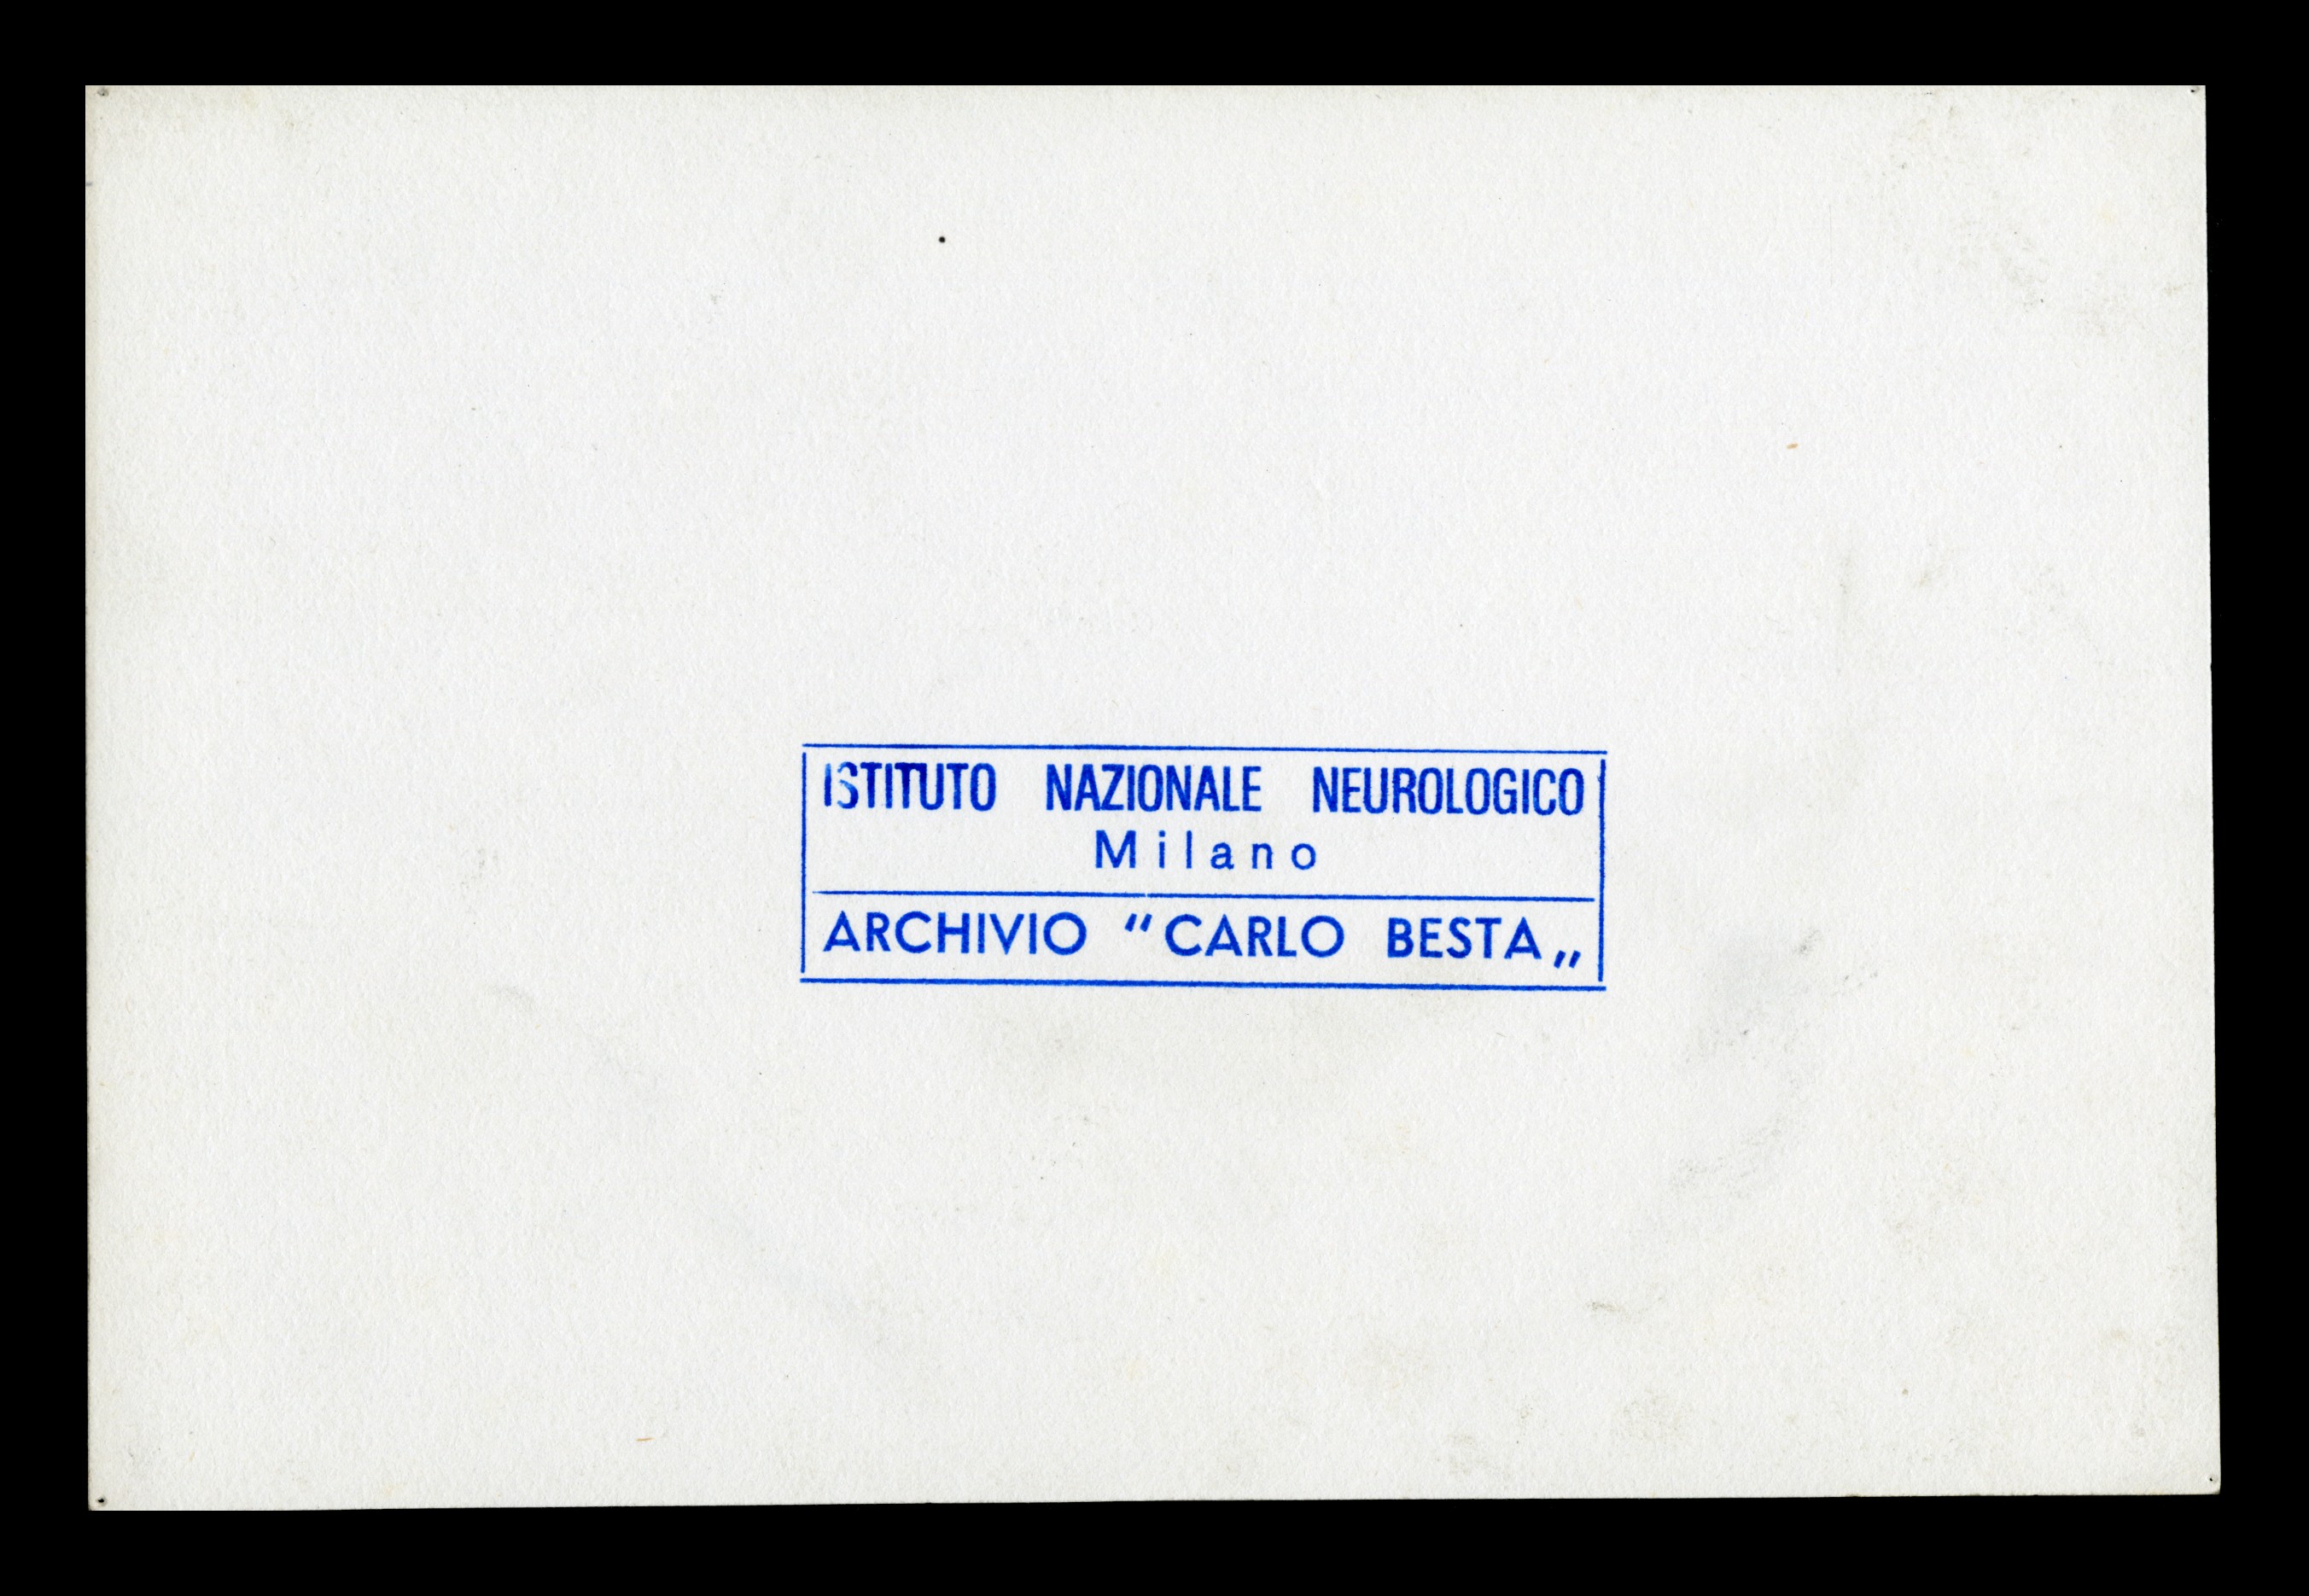 ISTITUTO NAZIONALE NEUROLOGICO
Milano
ARCHIVIO “CARLO BESTA„